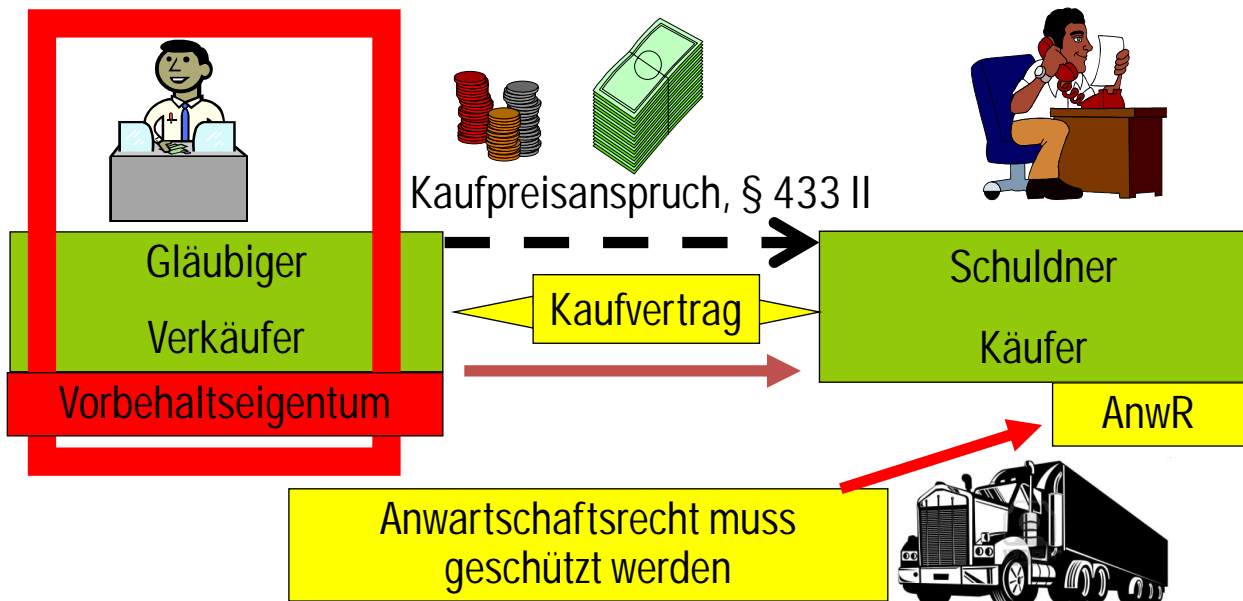 Kaufpreisanspruch, § 433 II
Gläubiger
Verkäufer
Kaufvertrag
Schuldner
Käufer
Vorbehaltseigentum
AnwR
Anwartschaftsrecht muss
geschützt werden